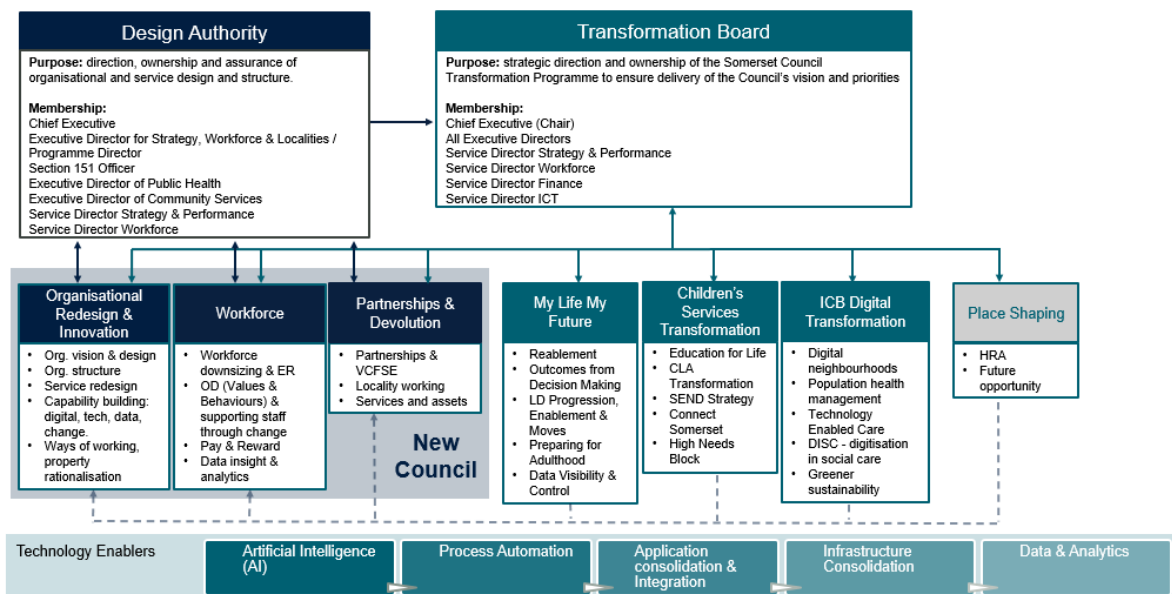 Design Authority
Purpose: direction, ownership and assurance of
organisational and service design and structure.
Membership:
Chief Executive
Executive Director for Strategy, Workforce & Localities /
Programme Director
Section 151 Officer
Executive Director of Public Health
Executive Director of Community Services
Service Director Strategy & Performance
Service Director Workforce
Transformation Board
Purpose: strategic direction and ownership of the Somerset Council
Transformation Programme to ensure delivery of the Council's vision and priorities
Membership:
Chief Executive (Chair)
All Executive Directors
Service Director Strategy & Performance
Service Director Workforce
Service Director Finance
Service Director ICT
Organisational
Redesign &
Innovation
• Org. vision & design
• Org. structure
• Service redesign
• Capability building:
digital, tech, data,
change.
• Ways of working,
property
rationalisation
Workforce
• Workforce
downsizing & ER
• OD (Values &
Behaviours) &
supporting staff
through change
• Pay & Reward
• Data insight &
analytics
Partnerships &
Devolution
• Partnerships &
VCFSE
• Locality working
• Services and assets
New
Council
My Life My
Future
• Reablement
• Outcomes from
Decision Making
• LD Progression,
Enablement &
Moves
• Preparing for
Adulthood
• Data Visibility &
Control
Children's
Services
Transformation
• Education for Life
• CLA
Transformation
• SEND Strategy
• Connect
Somerset
• High Needs
Block
ICB Digital
Transformation
• Digital
neighbourhoods
• Population health
management
• Technology
Enabled Care
• DISC - digitisation
in social care
• Greener
sustainability
Place Shaping
• HRA
• Future
opportunity
Technology Enablers
Artificial Intelligence
(AI)
Process Automation
Application
consolidation &
Integration
Infrastructure
Consolidation
Data & Analytics